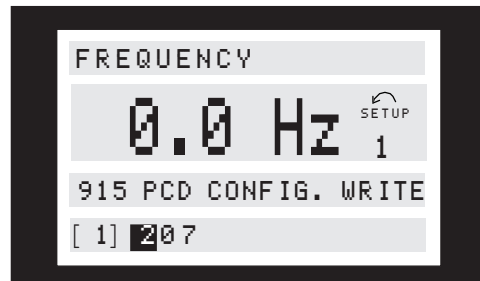 FREQUENCY
0.0 Hz SETUP 1
915 PCD CONFIG. WRITE
[ 1] 207